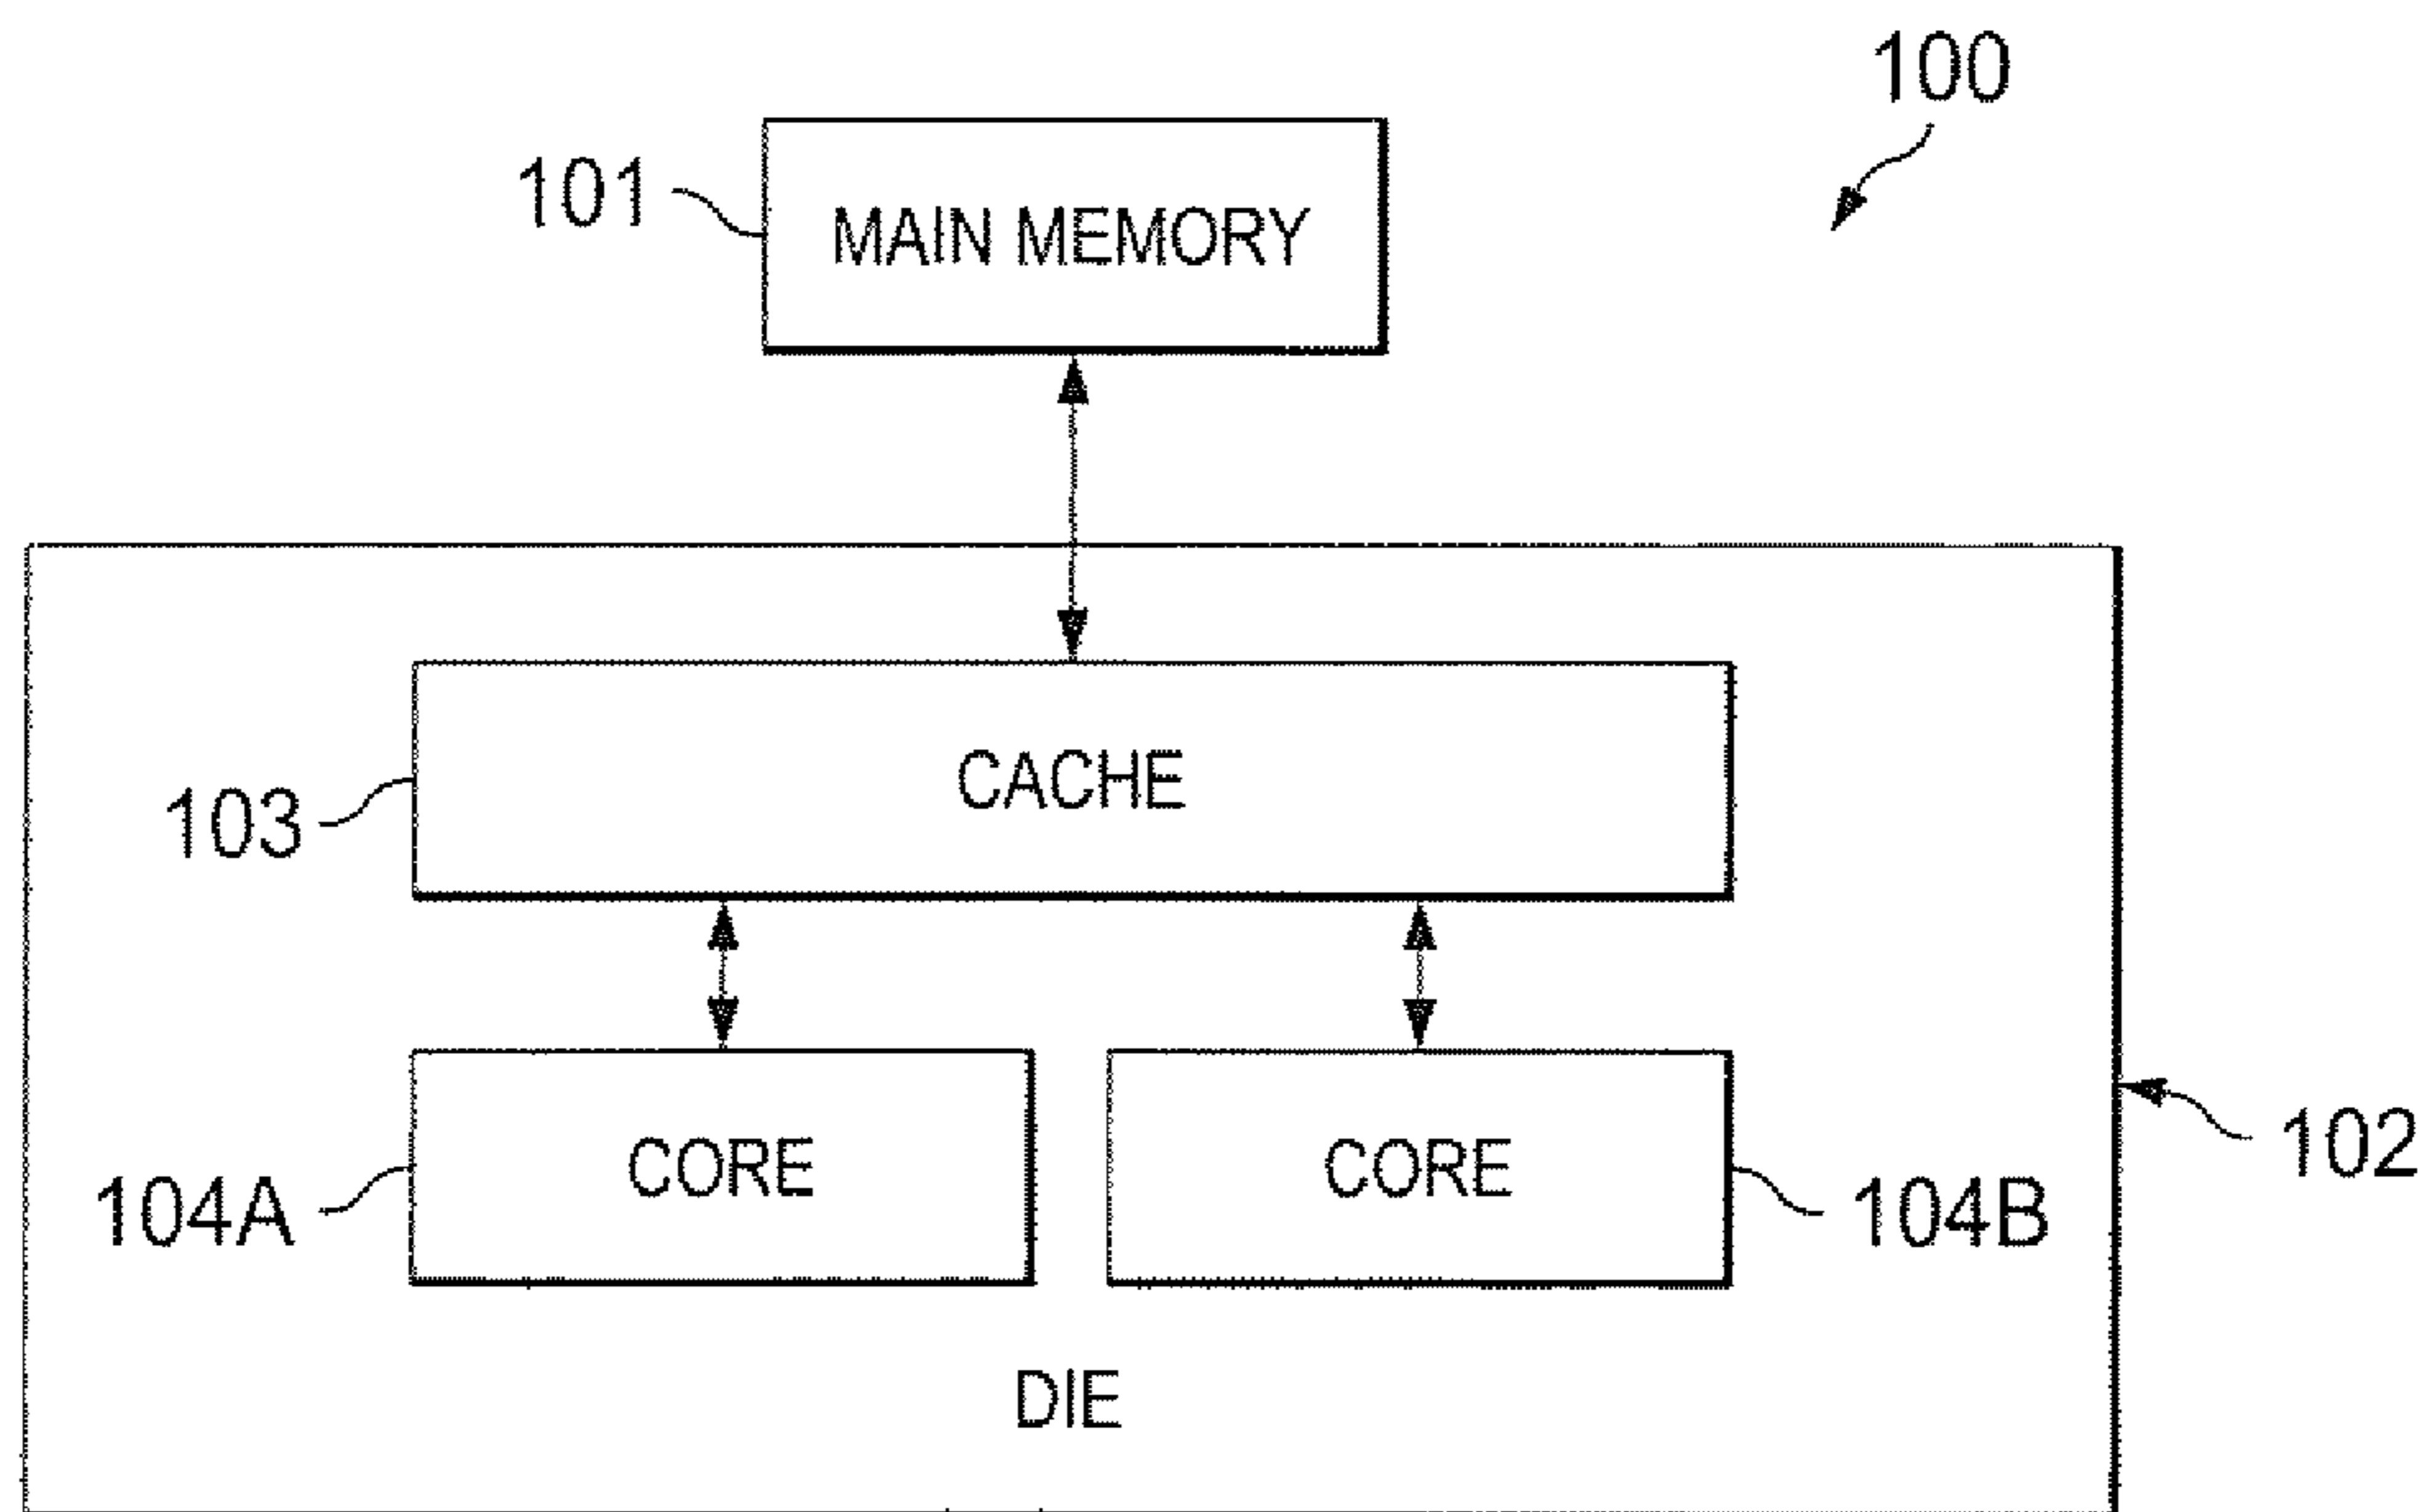 100
101
MAIN MEMORY
CACHE
103
CORE
CORE
102
104A
104B
DIE